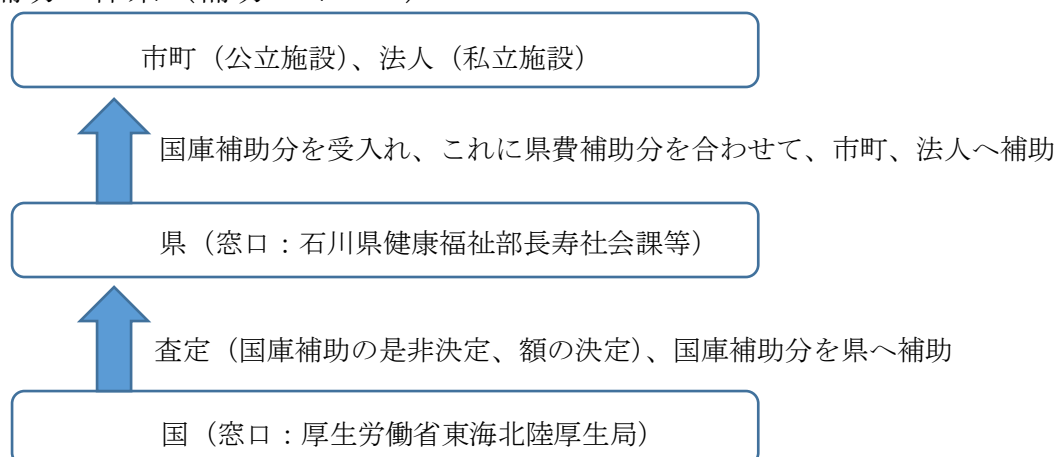 市町（公立施設）、法人（私立施設）
国庫補助分を受入れ、これに県費補助分を合わせて、市町、法人へ補助
県（窓口：石川県健康福祉部長寿社会課等）
査定（国庫補助の是非決定、額の決定）、国庫補助分を県へ補助
国（窓口：厚生労働省東海北陸厚生局）